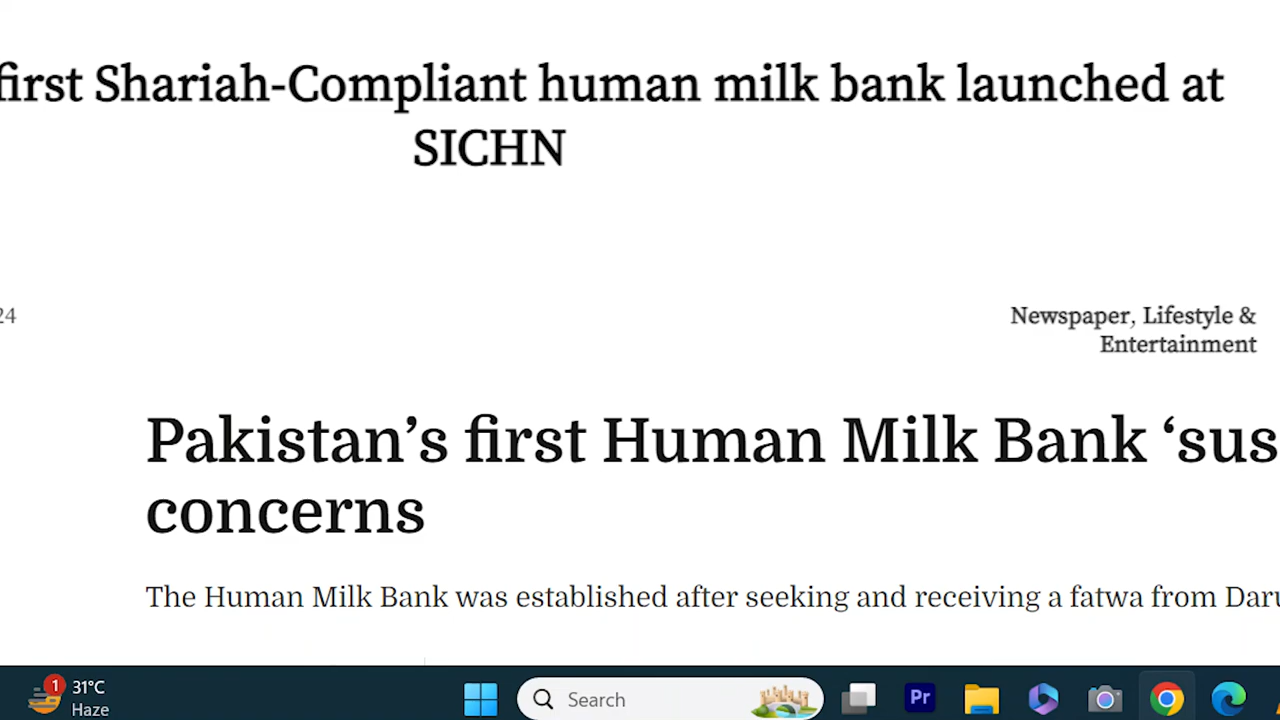 first Shariah-Compliant human milk bank launched at
SICHN
24
Newspaper, Lifestyle &
Entertainment
Pakistan’s first Human Milk Bank ‘sus
concerns
The Human Milk Bank was established after seeking and receiving a fatwa from Daru
1
31°C
Haze
Search
Pr